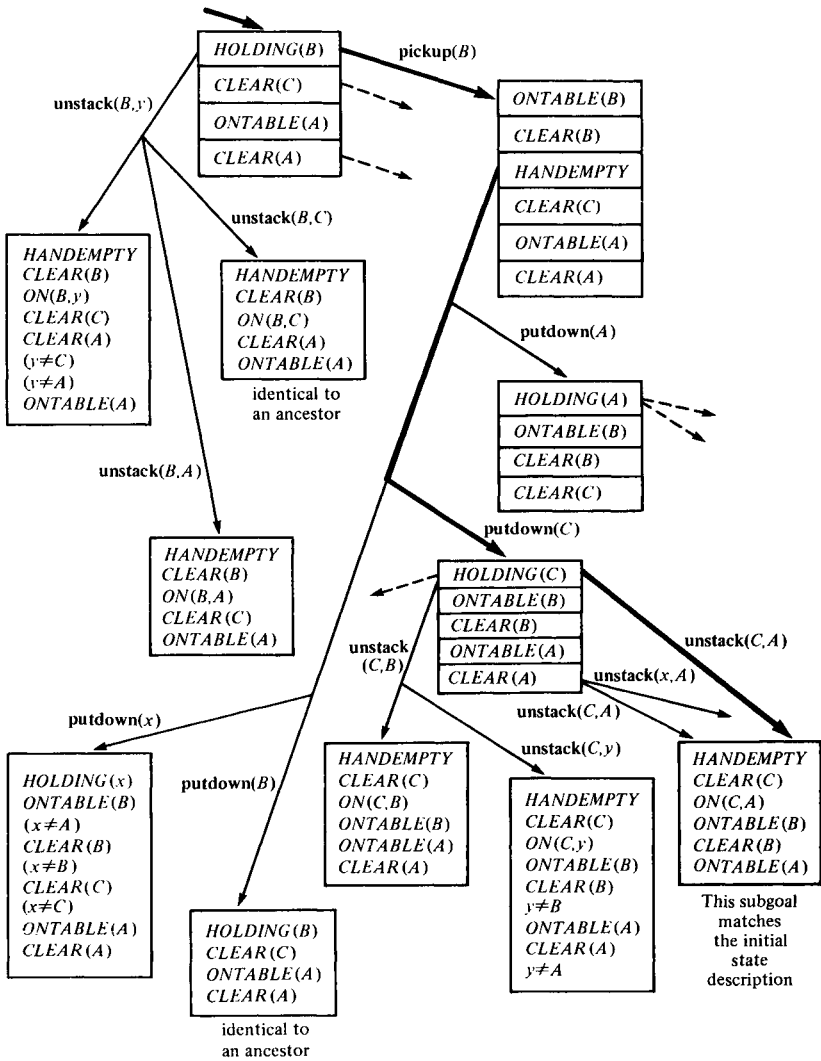 HOLDING(B)
CLEAR(C)
ONTABLE(A)
CLEAR(A)
pickup(B)
unstack(B,y)
ONTABLE(B)
CLEAR(B)
HANDEMPTY
CLEAR(C)
ONTABLE(A)
CLEAR(A)
unstack(B,C)
HANDEMPTY
CLEAR(B)
ON(B,y)
CLEAR(C)
CLEAR(A)
(y≠C)
(y≠A)
ONTABLE(A)
HANDEMPTY
CLEAR(B)
ON(B,C)
CLEAR(A)
ONTABLE(A)
identical to
an ancestor
putdown(A)
HOLDING(A)
ONTABLE(B)
CLEAR(B)
CLEAR(C)
unstack(B,A)
HANDEMPTY
CLEAR(B)
ON(B,A)
CLEAR(C)
ONTABLE(A)
putdown(C)
HOLDING(C)
ONTABLE(B)
CLEAR(B)
ONTABLE(A)
CLEAR(A)
unstack
(C,B)
unstack(C,A)
unstack(x,A)
unstack(C,A)
unstack(C,y)
putdown(x)
putdown(B)
HOLDING(x)
ONTABLE(B)
(x≠A)
CLEAR(B)
(x≠B)
CLEAR(C)
(x≠C)
ONTABLE(A)
CLEAR(A)
HOLDING(B)
CLEAR(C)
ONTABLE(A)
CLEAR(A)
identical to
an ancestor
HANDEMPTY
CLEAR(C)
ON(C,B)
ONTABLE(B)
ONTABLE(A)
CLEAR(A)
HANDEMPTY
CLEAR(C)
ON(C,y)
ONTABLE(B)
CLEAR(B)
y≠B
ONTABLE(A)
CLEAR(A)
y≠A
HANDEMPTY
CLEAR(C)
ON(C,A)
ONTABLE(B)
CLEAR(B)
ONTABLE(A)
This subgoal
matches
the initial
state
description